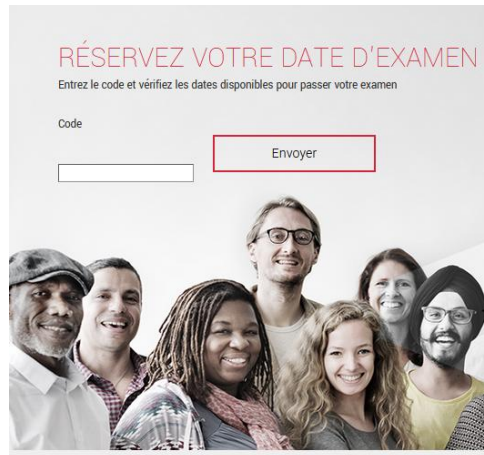 RÉSERVEZ VOTRE DATE D'EXAMEN
Entrez le code et vérifiez les dates disponibles pour passer votre examen
Code
Envoyer